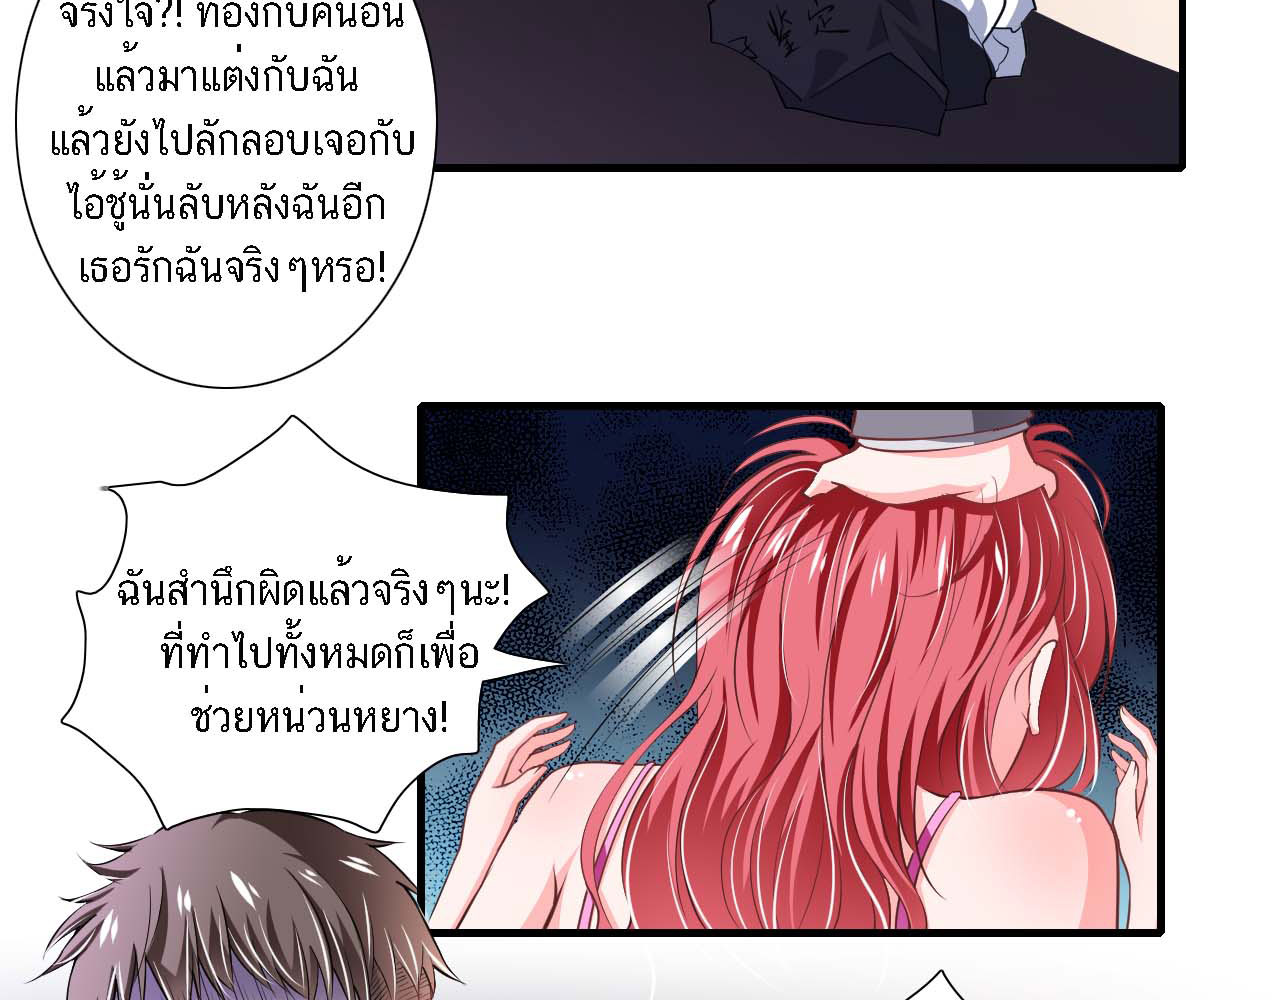 จริงใจ?! ท้องกับคนอื่น
แล้วมาแต่งกับฉัน
แล้วยังไปลักลอบเจอกับ
ไอ้ชู้นั่นลับหลังฉันอีก
เธอรักฉันจริงๆหรอ!
ฉันสำนึกผิดแล้วจริงๆนะ!
ที่ทำไปทั้งหมดก็เพื่อ
ช่วยหน่วนหยาง!